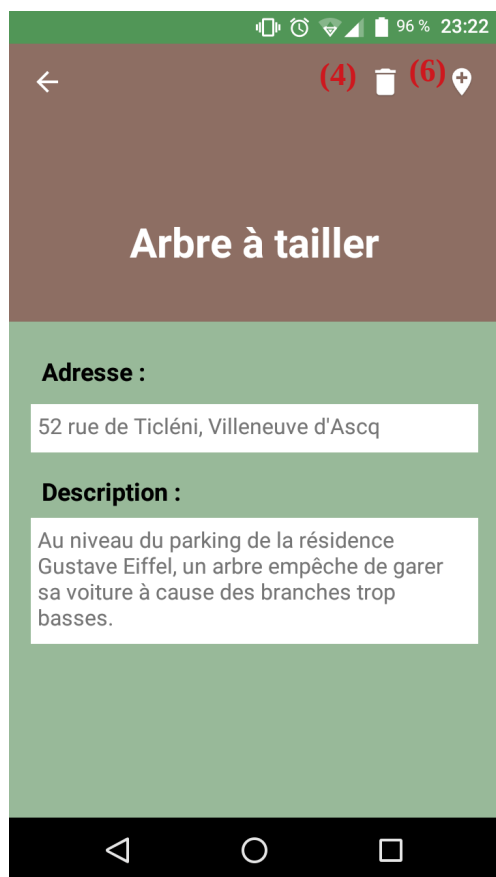 96 % 23:22
(4) (6)
Arbre à tailler
Adresse :
52 rue de Ticléni, Villeneuve d'Ascq
Description :
Au niveau du parking de la résidence
Gustave Eiffel, un arbre empêche de garer
sa voiture à cause des branches trop
basses.